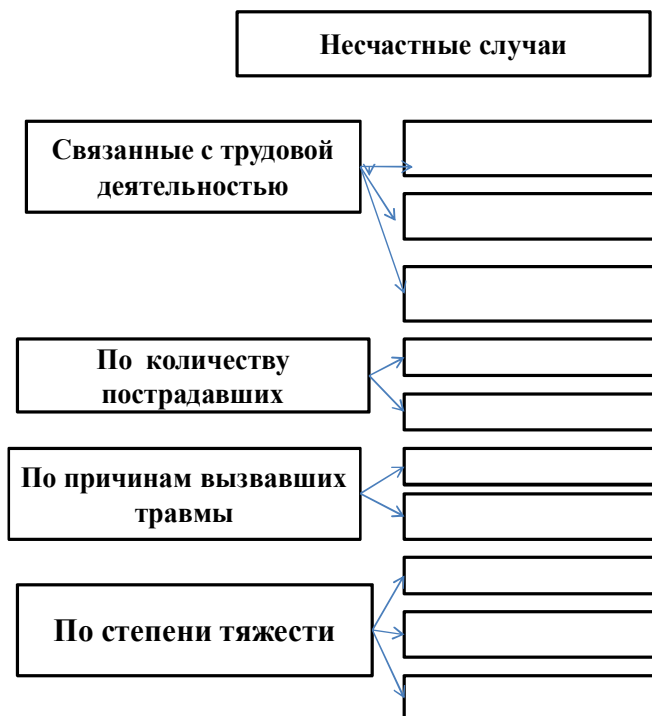 Несчастные случаи
Связанные с трудовой
деятельностью
По количеству
пострадавших
По причинам вызвавших
травмы
По степени тяжести